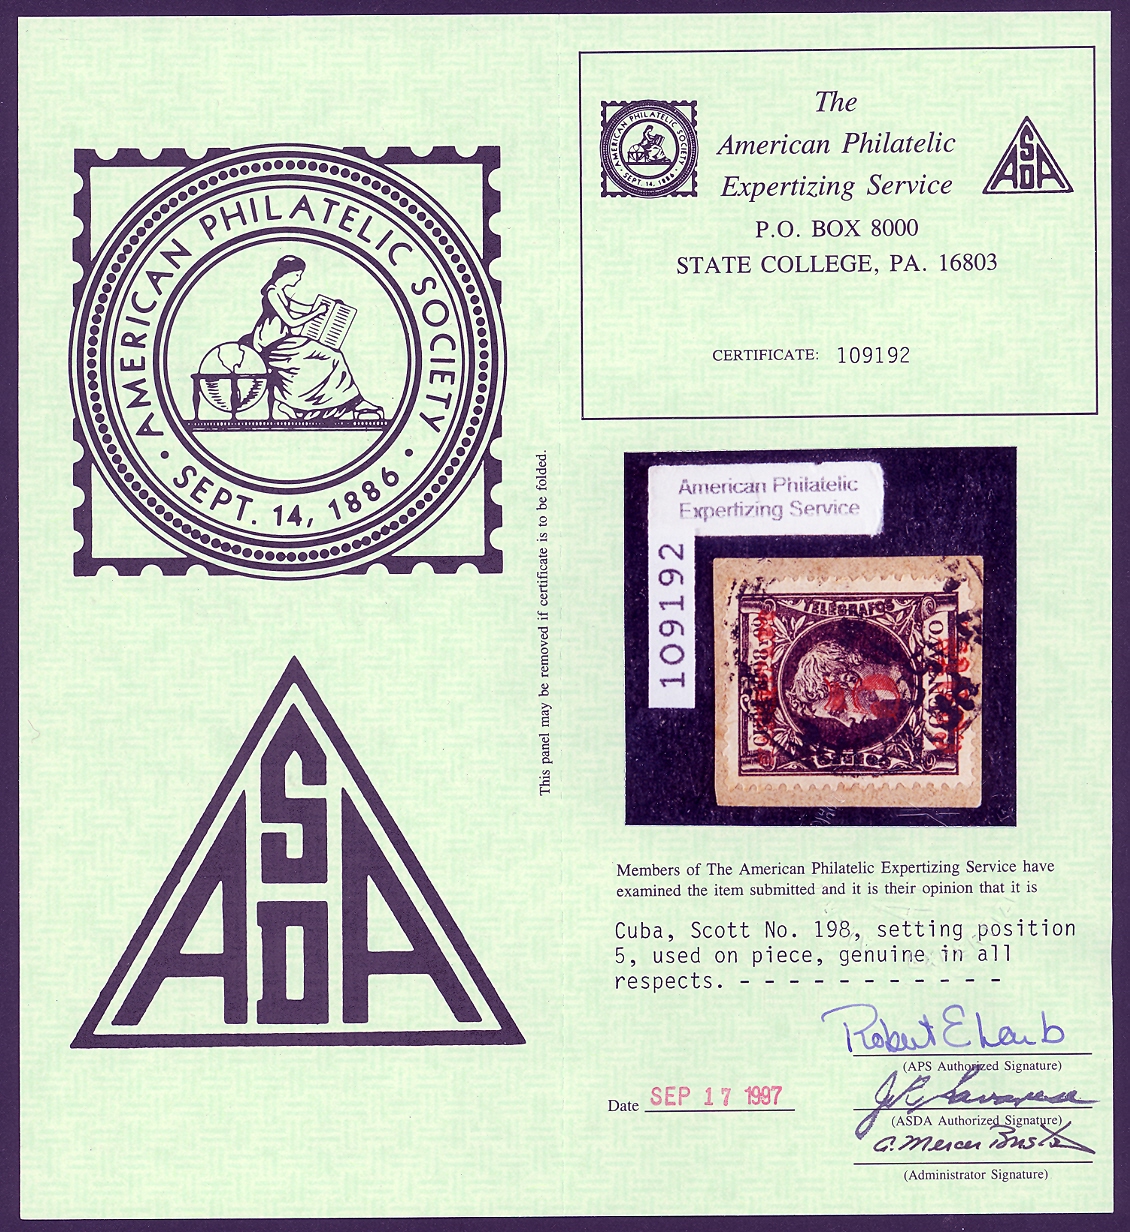 AMERICAN PHILATELIC SOCIETY
· SEPT. 14, 1886 ·
ASDA
This panel may be removed if certificate is to be folded.
AMERICAN PHILATELIC SOCIETY
· SEPT. 14, 1886 ·
The
American Philatelic
Expertizing Service
P.O. BOX 8000
STATE COLLEGE, PA. 16803
ASDA
CERTIFICATE: 109192
American Philatelic
Expertizing Service
109192
TELÉGRAFOS
CORREOS
Members of The American Philatelic Expertizing Service have
examined the item submitted and it is their opinion that it is
Cuba, Scott No. 198, setting position
5, used on piece, genuine in all
respects. - - - - - - - - - - -
(APS Authorized Signature)
Date SEP 17 1997
(ASDA Authorized Signature)
(Administrator Signature)